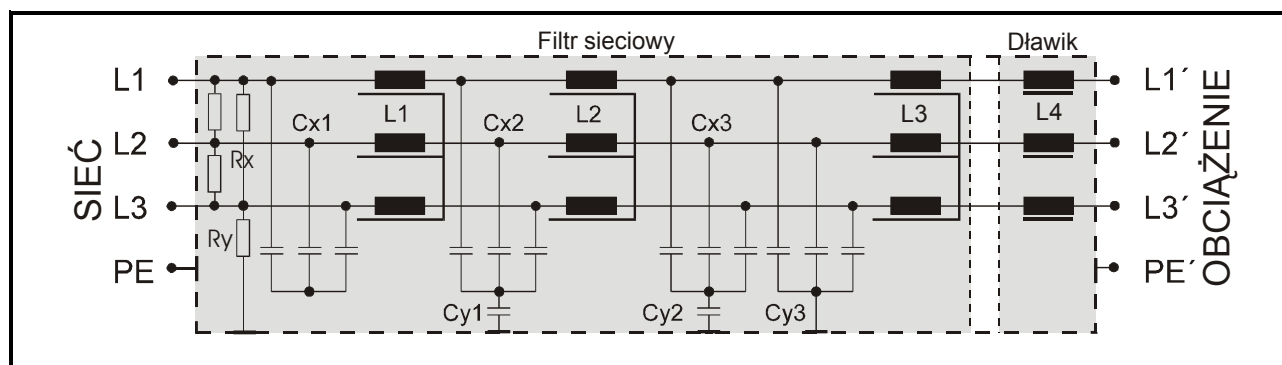 Filtr sieciowy
Dławik
SIEĆ
L1
L2
L3
PE
Rx
Ry
Cx1
L1
Cx2
L2
Cx3
L3
L4
Cy1
Cy2
Cy3
L1´
L2´
L3´
PE´
OBCIĄŻENIE